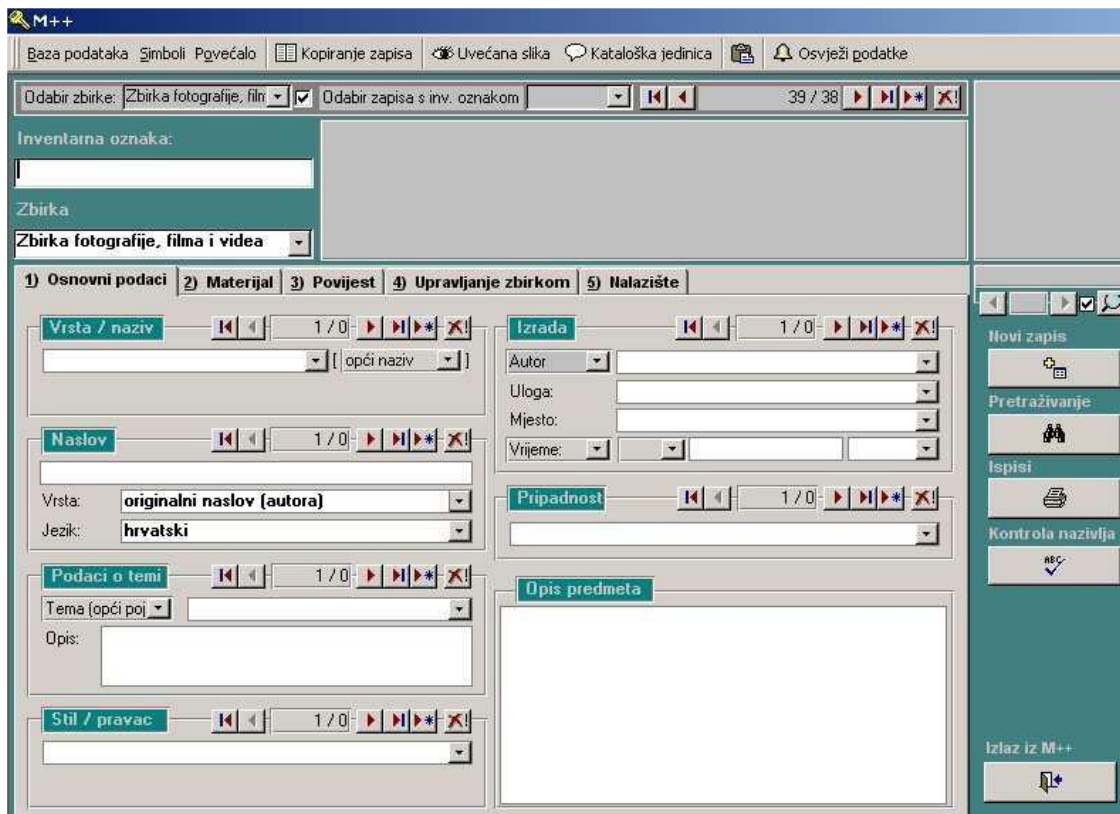 M++
Baza podataka Simboli Povećalo Kopiranje zapisa Uvećana slika Kataloška jedinica Osvježi podatke
Odabir zbirke: Zbirka fotografije, film Odabir zapisa s inv. oznakom 39 / 38
Inventarna oznaka:
Zbirka
Zbirka fotografije, filma i videa
1) Osnovni podaci 2) Materijal 3) Povijest 4) Upravljanje zbirkom 5) Nalazište
Vrsta / naziv 1 / 0
[ opći naziv ]
Naslov 1 / 0
Vrsta: originalni naslov (autora)
Jezik: hrvatski
Podaci o temi 1 / 0
Tema (opći poj
Opis:
Stil / pravac 1 / 0
Izrada 1 / 0
Autor
Uloga:
Mjesto:
Vrijeme:
Pripadnost 1 / 0
Opis predmeta
Novi zapis
Pretraživanje
Ispisi
Kontrola nazivlja
ABC
Izlaz iz M++